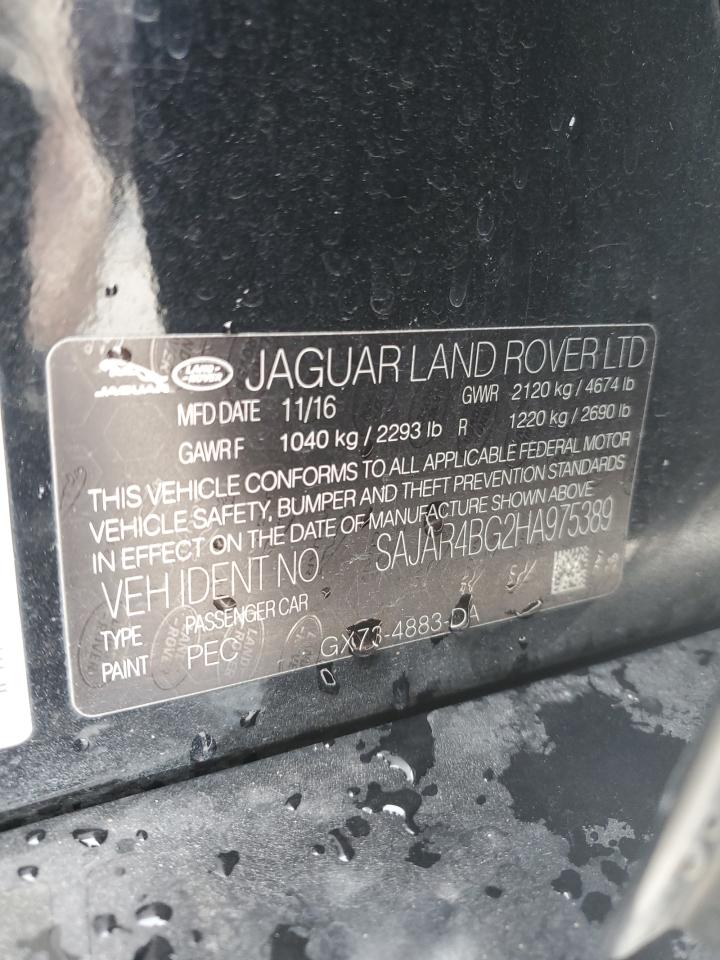 JAGUAR LAND-ROVER JAGUAR LAND ROVER LTD
MFD DATE 11/16 GWWR 2120 kg / 4674 lb
GAWR F 1040 kg / 2293 lb R 1220 kg / 2690 lb
THIS VEHICLE CONFORMS TO ALL APPLICABLE FEDERAL MOTOR
VEHICLE SAFETY, BUMPER AND THEFT PREVENTION STANDARDS
IN EFFECT ON THE DATE OF MANUFACTURE SHOWN ABOVE
VEH IDENT NO SAJAR4BG2HA975389
TYPE PASSENGER CAR
PAINT PEC GX73-4883-DA